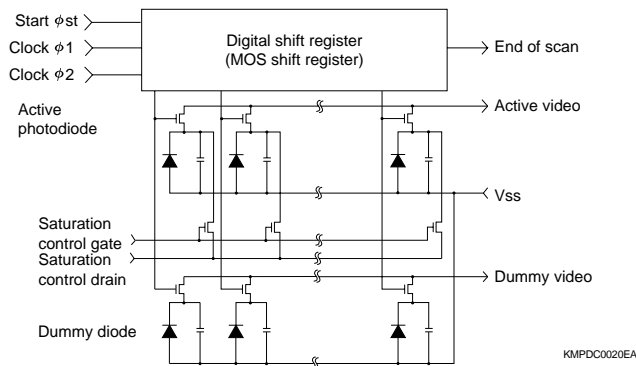 Start ϕst
Clock ϕ1
Clock ϕ2
Digital shift register
(MOS shift register)
End of scan
Active
photodiode
Active video
Vss
Saturation
control gate
Saturation
control drain
Dummy video
Dummy diode
KMPDC0020EA